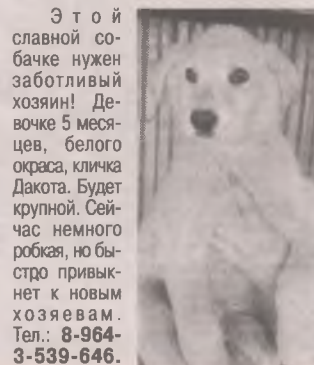 Этой
славной со-
бачке нужен
заботливый
хозяин! Де-
вочке 5 меся-
цев, белого
окраса, кличка
Дакота. Будет
крупной. Сей-
час немного
робкая, но бы-
стро привык-
нет к новым
хозяевам.
Тел.: 8-964-
3-539-646.